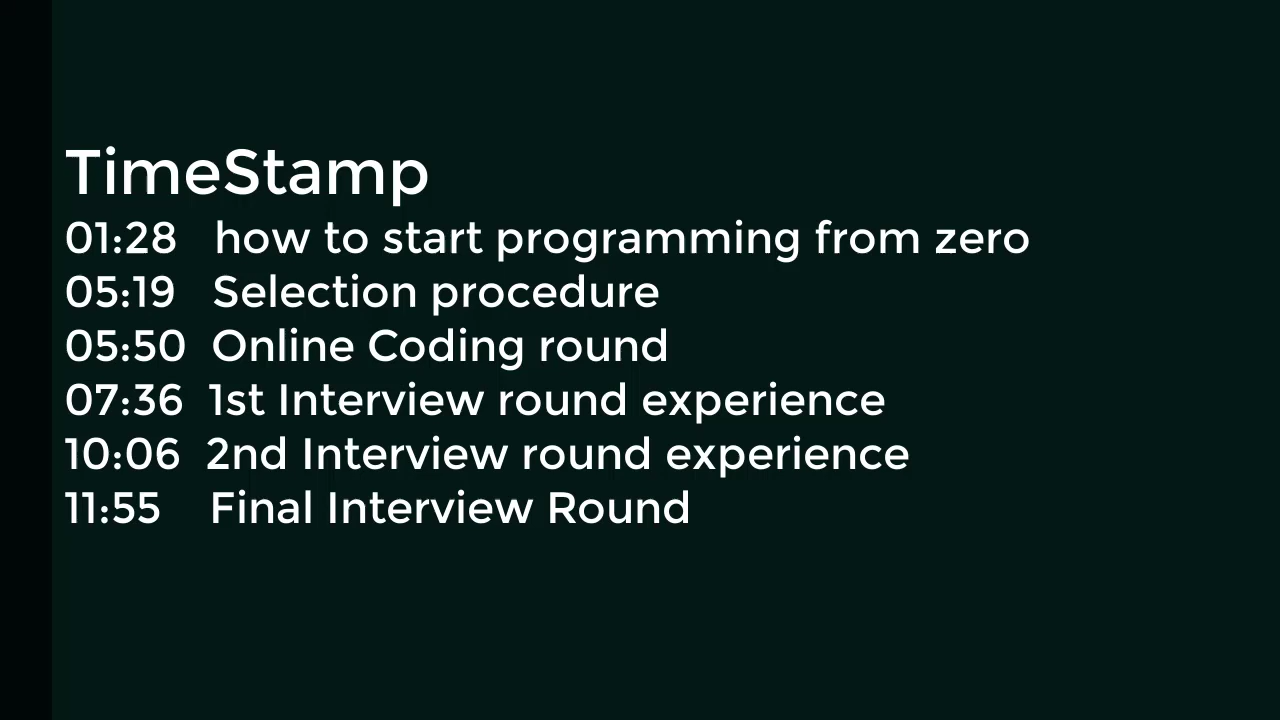 TimeStamp
01:28 how to start programming from zero
05:19 Selection procedure
05:50 Online Coding round
07:36 1st Interview round experience
10:06 2nd Interview round experience
11:55 Final Interview Round